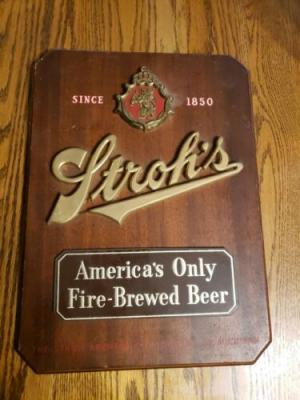 SINCE 1850
Stroh's
America's Only
Fire-Brewed Beer